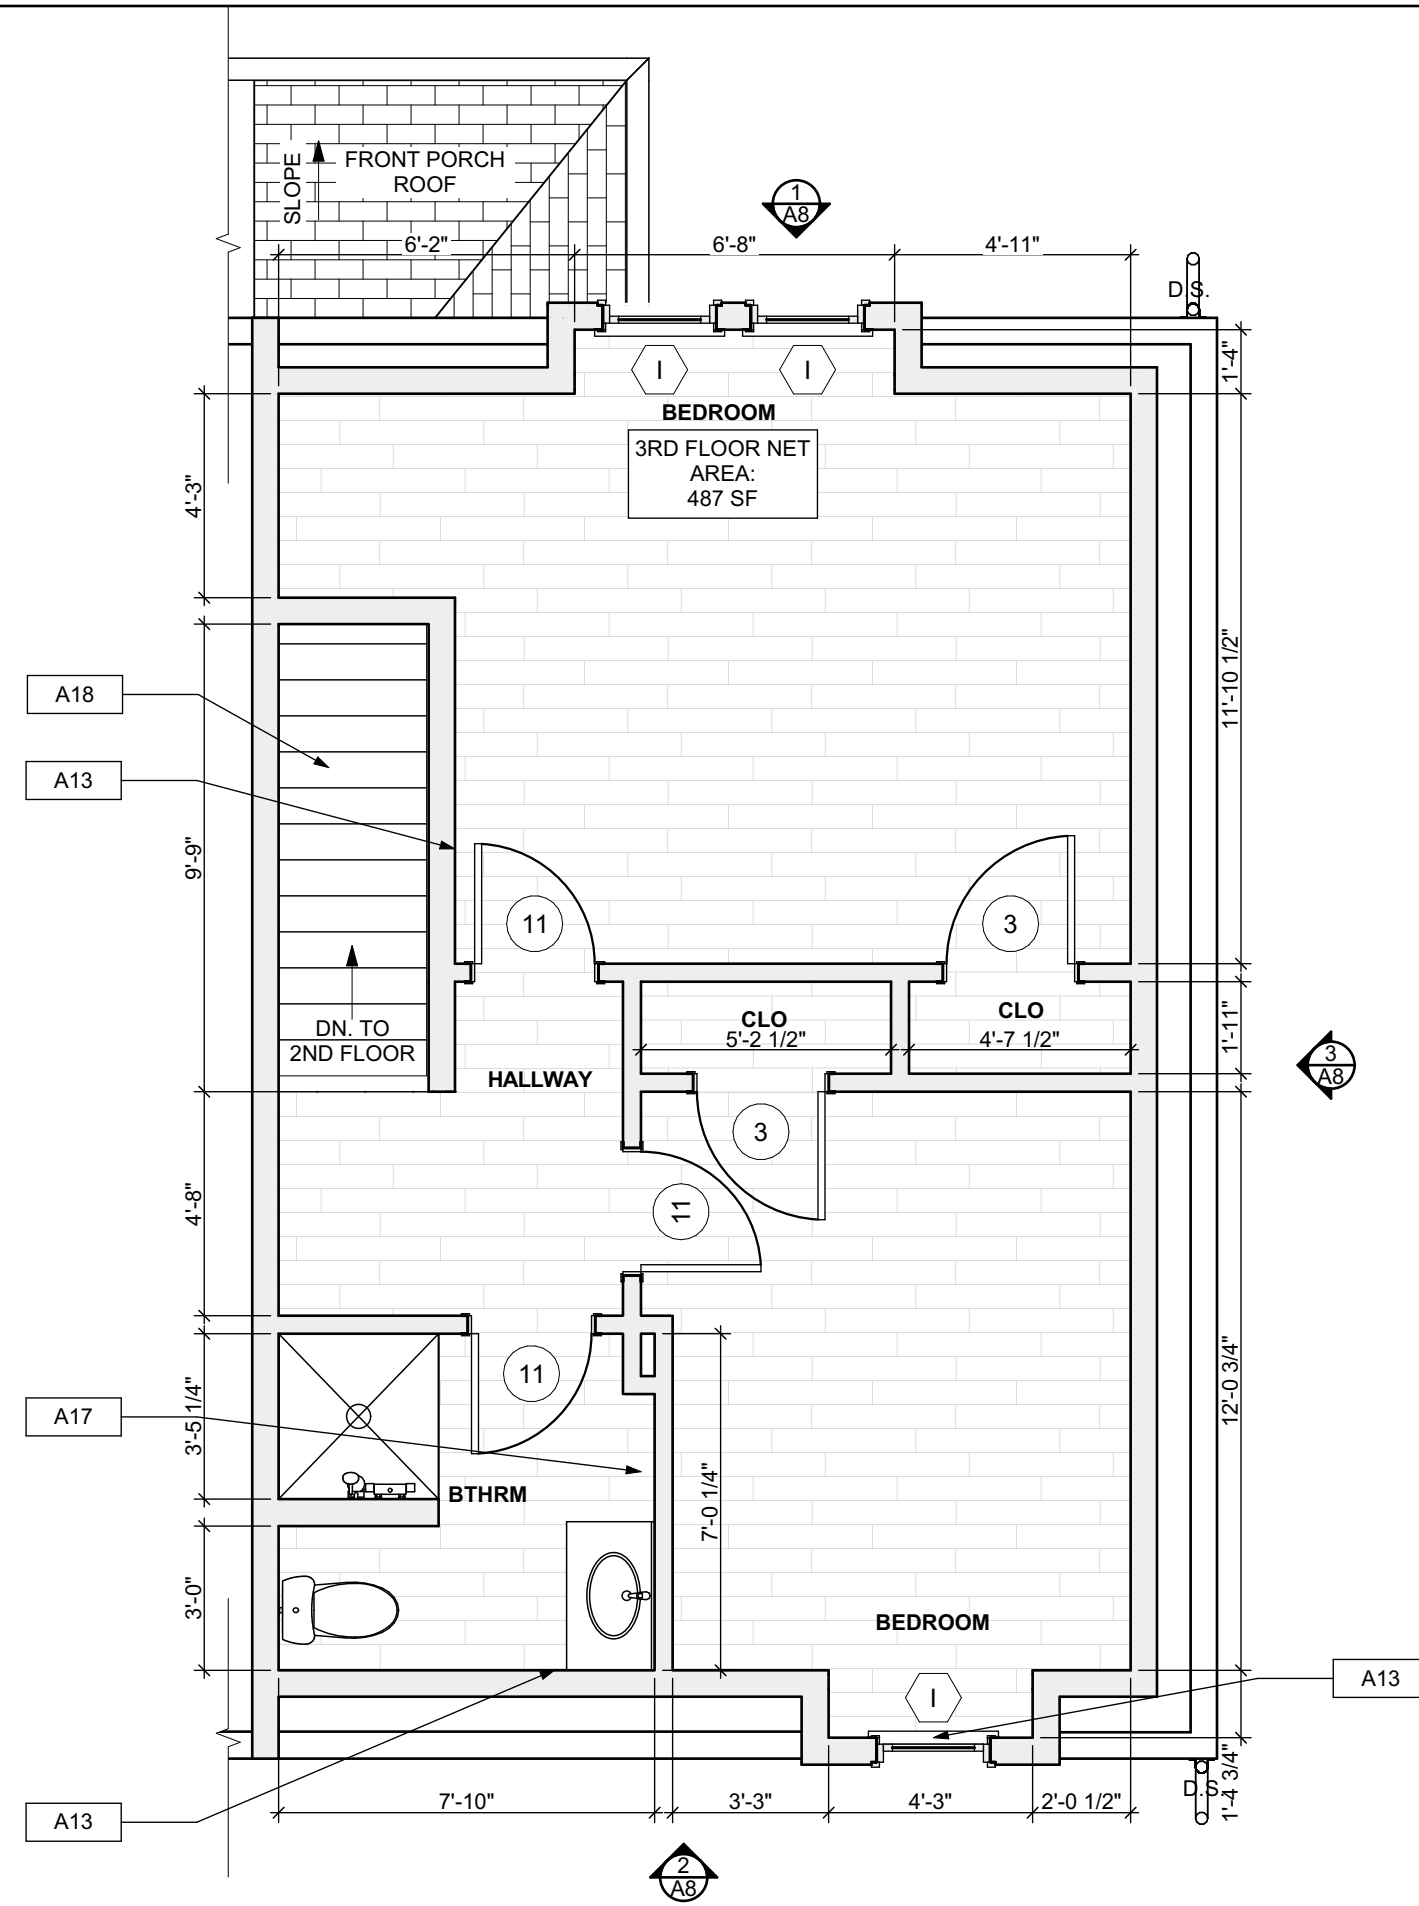 FRONT PORCH
ROOF
SLOPE
1
A8
6'-2"
6'-8"
4'-11"
D.S.
I
I
1'-4"
BEDROOM
3RD FLOOR NET
AREA:
487 SF
4'-3"
11'-10 1/2"
A18
A13
9'-9"
11
3
DN. TO
2ND FLOOR
CLO
5'-2 1/2"
CLO
4'-7 1/2"
1'-11"
3
A8
HALLWAY
3
4'-8"
11
11
3'-5 1/4"
12'-0 3/4"
A17
BTHRM
7'-0 1/4"
3'-0"
BEDROOM
I
A13
1'-4 3/4"
D.S.
A13
7'-10"
3'-3"
4'-3"
2'-0 1/2"
2
A8